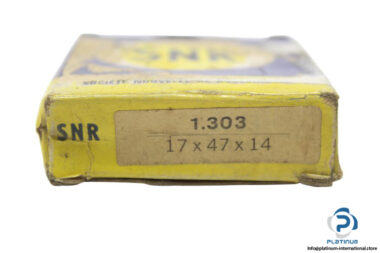 SNR
SNR
1.303
17 x 47 x 14
PLATINUM
Info@platinum-international.store